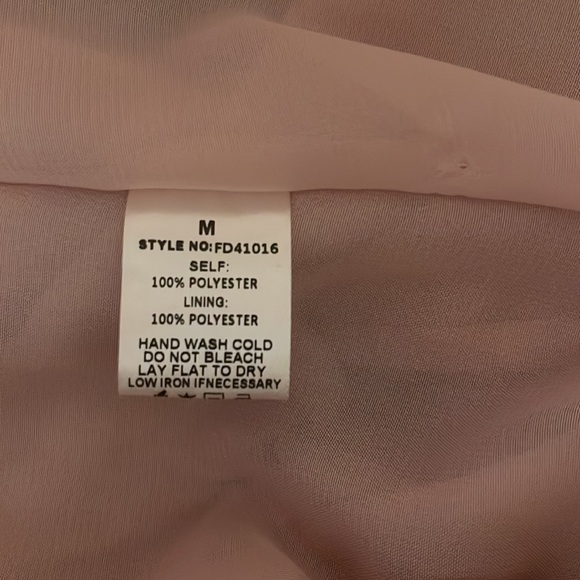 M
STYLE NO:FD41016
SELF:
100% POLYESTER
LINING:
100% POLYESTER
HAND WASH COLD
DO NOT BLEACH
LAY FLAT TO DRY
LOW IRON IFNECESSARY